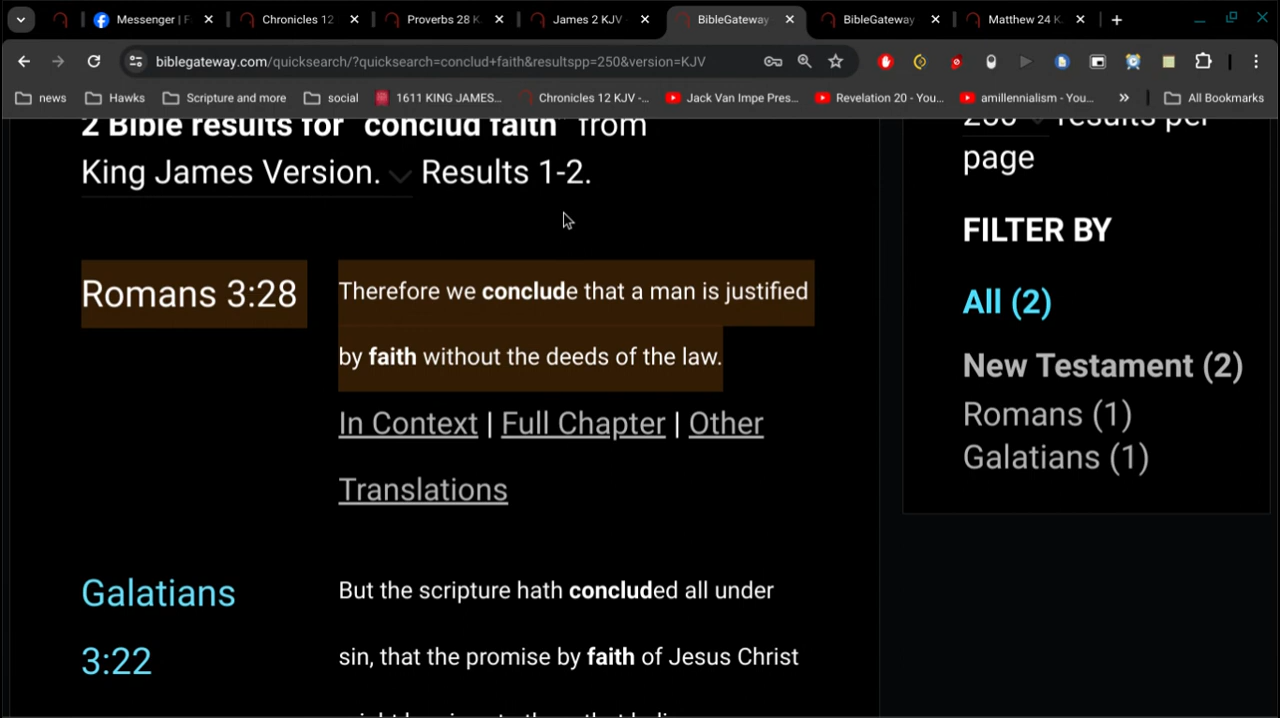 Messenger | F
Chronicles 12
Proverbs 28 K
James 2 KJV
BibleGateway
BibleGateway
Matthew 24 K
biblegateway.com/quicksearch/?quicksearch=conclud+faith&resultspp=250&version=KJV
news
Hawks
Scripture and more
social
1611 KING JAMES...
Chronicles 12 KJV -...
Jack Van Impe Pres...
Revelation 20 - You...
amillennialism - You...
All Bookmarks
2 Bible results for "conclud faith" from
King James Version. Results 1-2.
Romans 3:28
Therefore we conclude that a man is justified
by faith without the deeds of the law.
In Context | Full Chapter | Other
Translations
Galatians
3:22
But the scripture hath concluded all under
sin, that the promise by faith of Jesus Christ
250 results per
page
FILTER BY
All (2)
New Testament (2)
Romans (1)
Galatians (1)